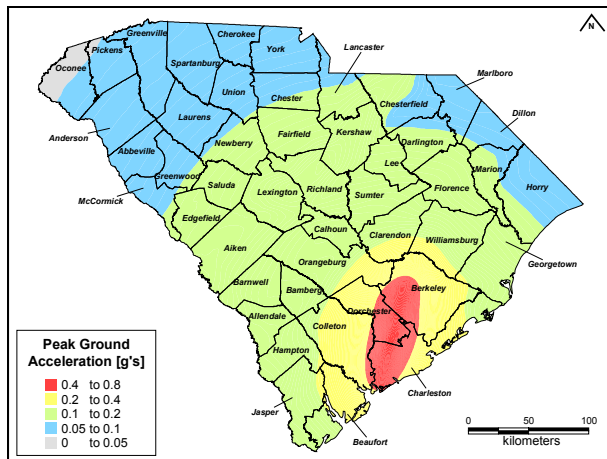 N
Cherokee
Greenville
Pickens
York
Lancaster
Oconee
Spartanburg
Marlboro
Union
Chester
Chesterfield
Dillon
Anderson
Laurens
Kershaw
Fairfield
Darlington
Abbeville
Newberry
Lee
Marion
Greenwood
Horry
McCormick
Saluda
Richland
Florence
Lexington
Sumter
Edgefield
Calhoun
Clarendon
Williamsburg
Aiken
Orangeburg
Georgetown
Barnwell
Bamberg
Berkeley
Dorchester
Allendale
Colleton
Hampton
Charleston
Jasper
Beaufort
Peak Ground
Acceleration [g's]
0.4 to 0.8
0.2 to 0.4
0.1 to 0.2
0.05 to 0.1
0 to 0.05
0 50 100
kilometers